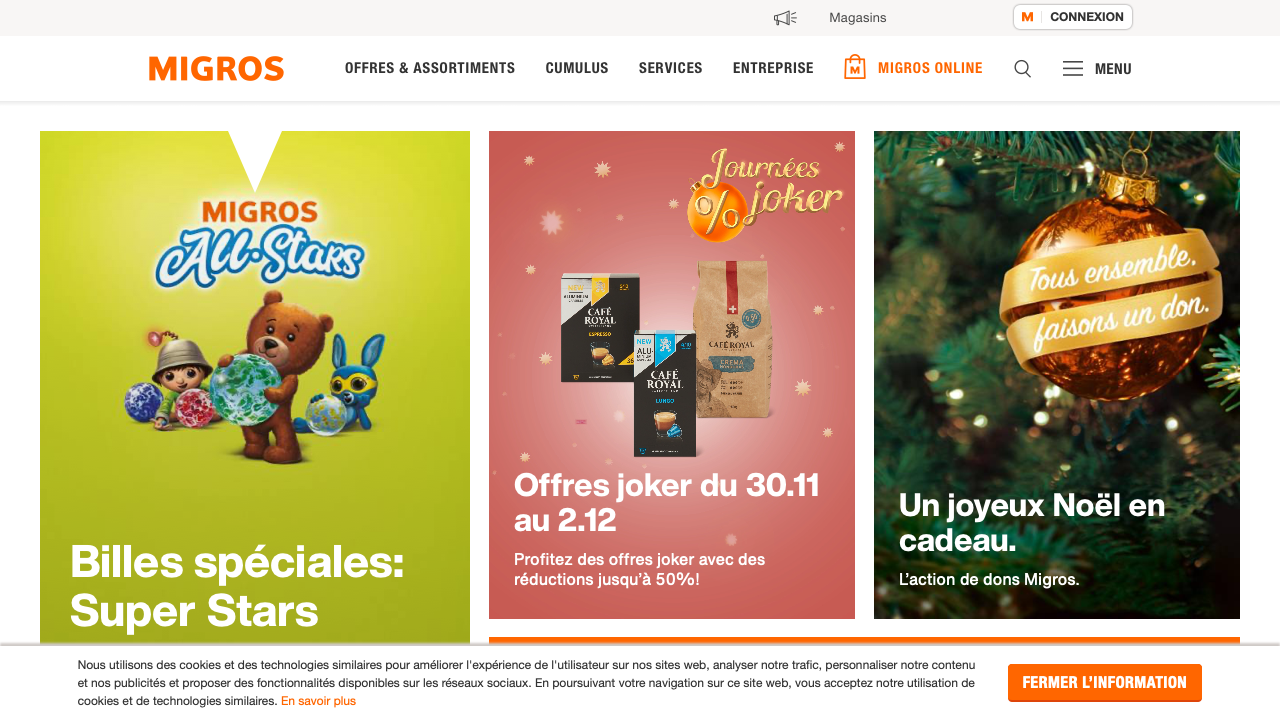 Magasins
M CONNEXION
MIGROS
OFFRES & ASSORTIMENTS
CUMULUS
SERVICES
ENTREPRISE
M
MIGROS ONLINE
MENU
MIGROS
All-Stars
Billes spéciales:
Super Stars
Journées
% joker
NEW
ALUMINIUM
CAFÉ
ROYAL
ESPRESSO
NEW
ALU-
CAFÉ
ROYAL
LUNGO
CAFÉ ROYAL
CREMA
Offres joker du 30.11
au 2.12
Profitez des offres joker avec des
réductions jusqu'à 50%!
Tous ensemble.
faisons un don.
Un joyeux Noël en
cadeau.
L'action de dons Migros.
Nous utilisons des cookies et des technologies similaires pour améliorer l'expérience de l'utilisateur sur nos sites web, analyser notre trafic, personnaliser notre contenu
et nos publicités et proposer des fonctionnalités disponibles sur les réseaux sociaux. En poursuivant votre navigation sur ce site web, vous acceptez notre utilisation de
cookies et de technologies similaires. En savoir plus
FERMER L'INFORMATION